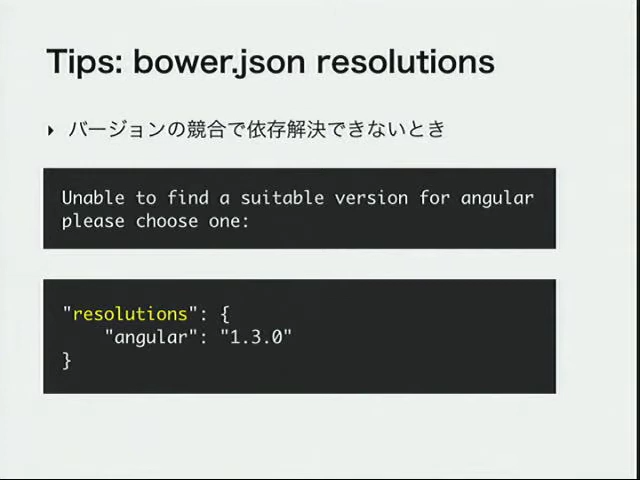 Tips: bower.json resolutions
‣ バージョンの競合で依存解決できないとき
Unable to find a suitable version for angular
please choose one:
"resolutions": {
"angular": "1.3.0"
}